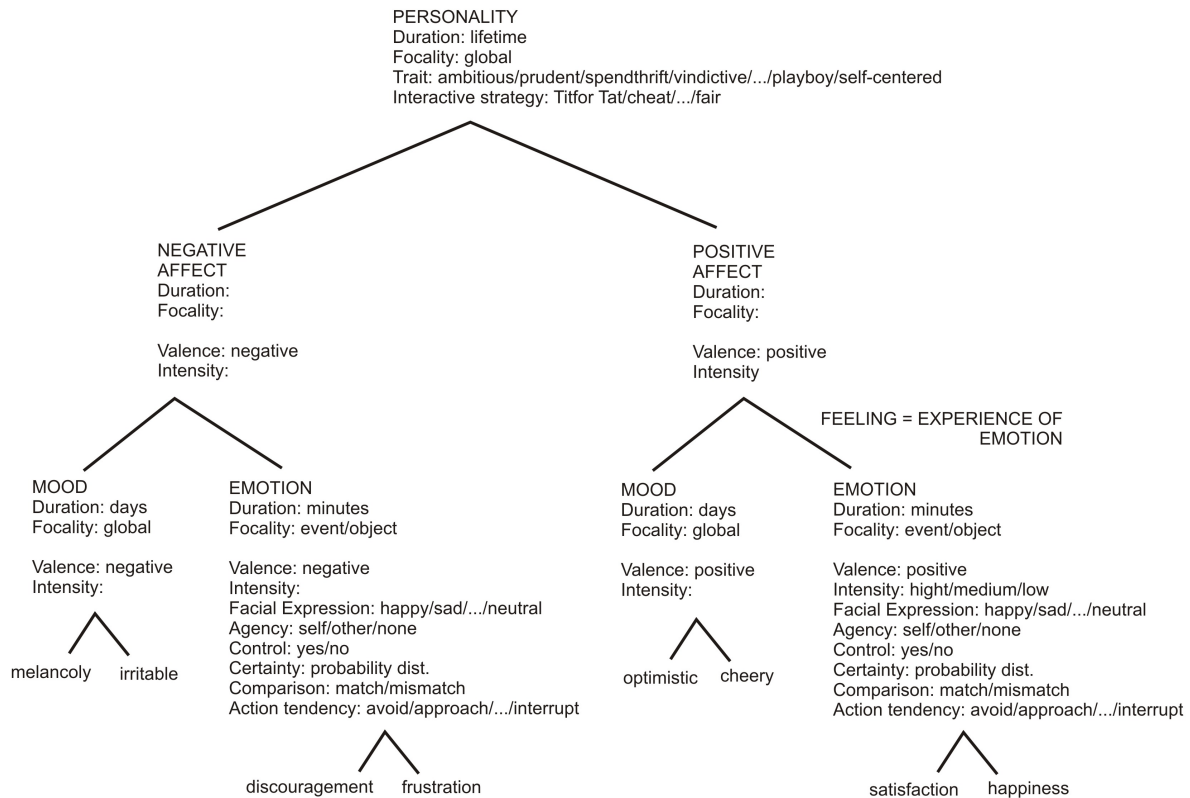 PERSONALITY
Duration: lifetime
Focality: global
Trait: ambitious/prudent/spendthrift/vindictive/.../playboy/self-centered
Interactive strategy: Titfor Tat/cheat/.../fair
NEGATIVE
AFFECT
Duration:
Focality:
Valence: negative
Intensity:
POSITIVE
AFFECT
Duration:
Focality:
Valence: positive
Intensity
FEELING = EXPERIENCE OF
EMOTION
MOOD
Duration: days
Focality: global
Valence: negative
Intensity:
melancoly
irritable
EMOTION
Duration: minutes
Focality: event/object
Valence: negative
Intensity:
Facial Expression: happy/sad/.../neutral
Agency: self/other/none
Control: yes/no
Certainty: probability dist.
Comparison: match/mismatch
Action tendency: avoid/approach/.../interrupt
discouragement
frustration
MOOD
Duration: days
Focality: global
Valence: positive
Intensity:
optimistic
cheery
EMOTION
Duration: minutes
Focality: event/object
Valence: positive
Intensity: hight/medium/low
Facial Expression: happy/sad/.../neutral
Agency: self/other/none
Control: yes/no
Certainty: probability dist.
Comparison: match/mismatch
Action tendency: avoid/approach/.../interrupt
satisfaction
happiness